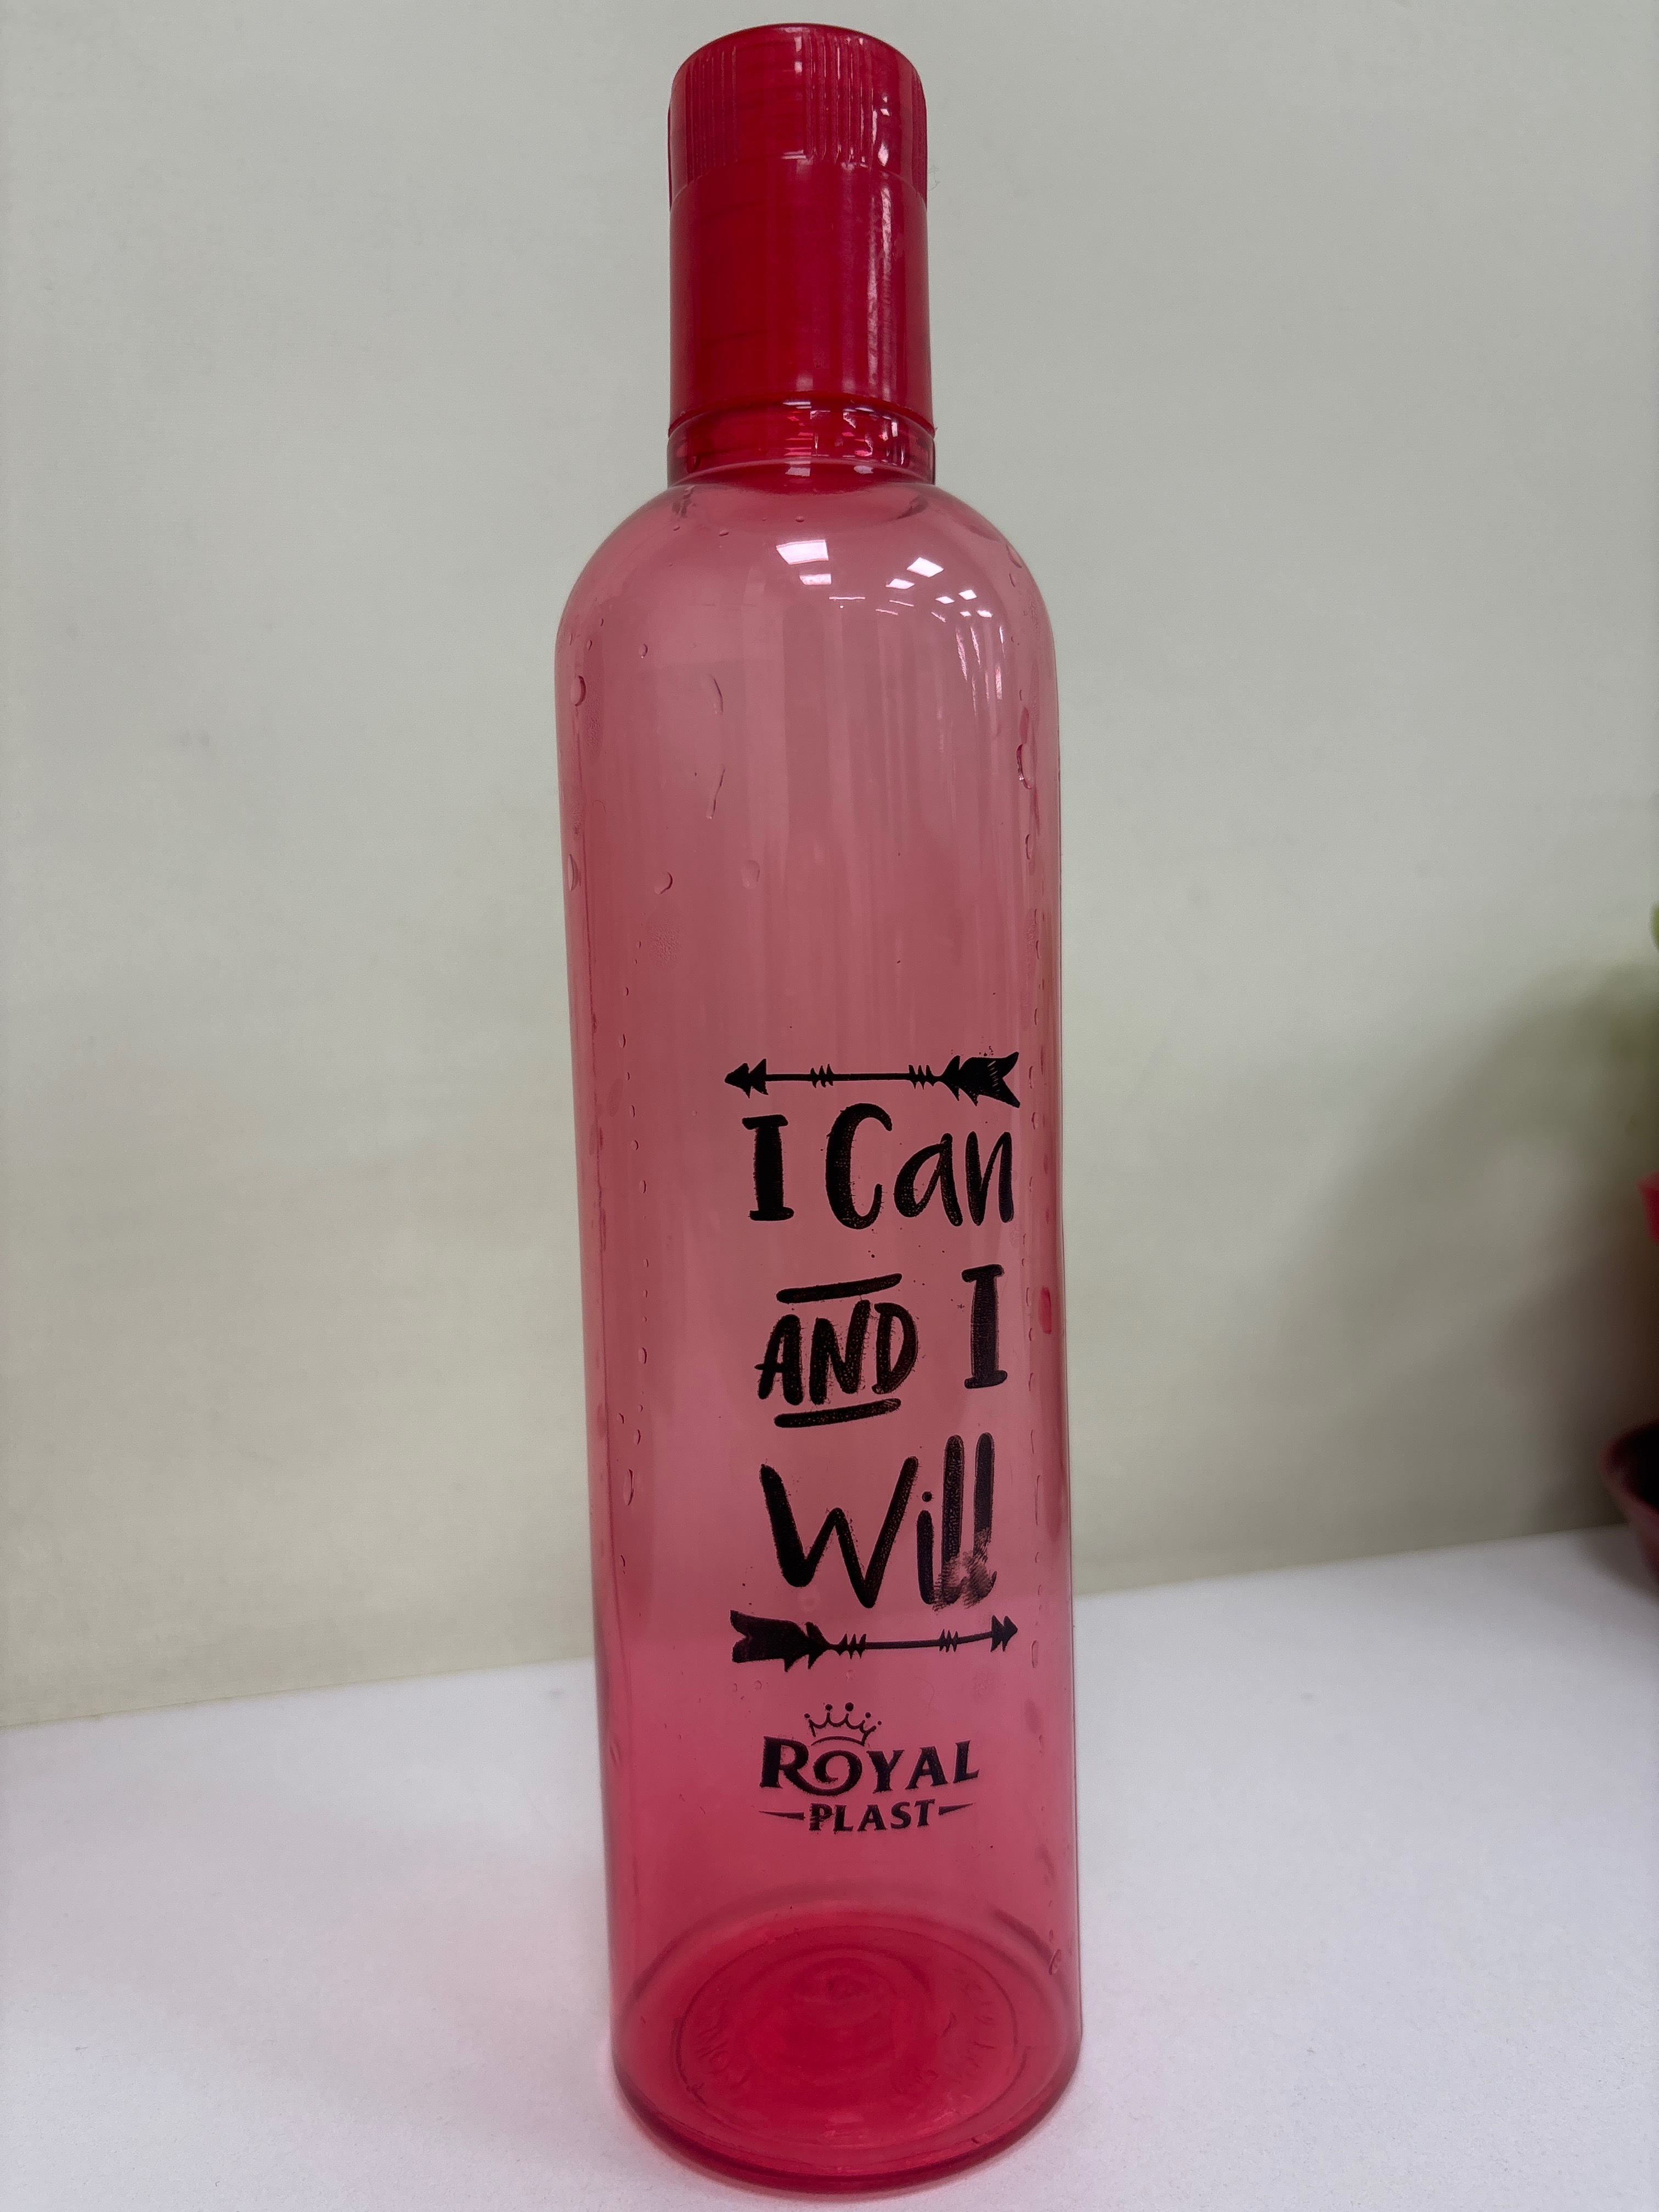 I Can
AND I
Will
ROYAL
PLAST